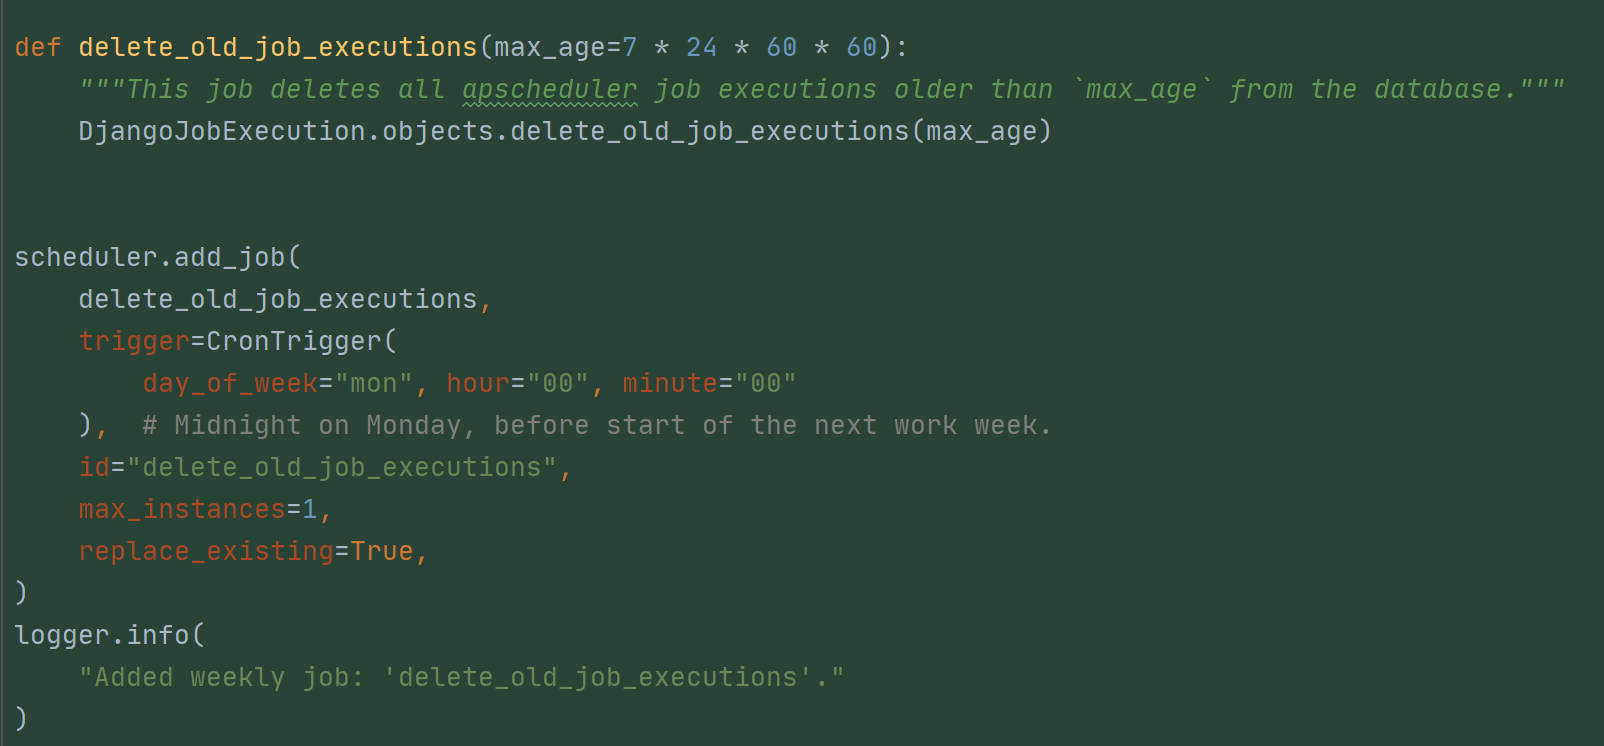 def delete_old_job_executions(max_age=7 * 24 * 60 * 60):
    """This job deletes all apscheduler job executions older than `max_age` from the database."""
    DjangoJobExecution.objects.delete_old_job_executions(max_age)
scheduler.add_job(
    delete_old_job_executions,
    trigger=CronTrigger(
        day_of_week="mon", hour="00", minute="00"
    ),  # Midnight on Monday, before start of the next work week.
    id="delete_old_job_executions",
    max_instances=1,
    replace_existing=True,
)
logger.info(
    "Added weekly job: 'delete_old_job_executions'."
)